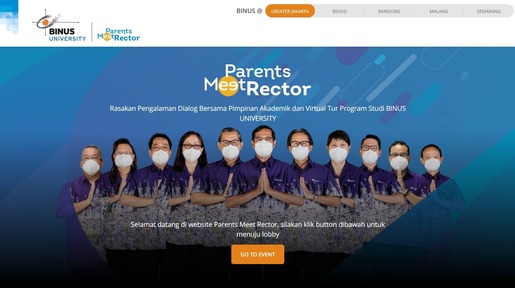 BINUS @ GREATER JAKARTA BEKASI BANDUNG MALANG SEMARANG
BINUS
UNIVERSITY
Parents
Meet
Rector
Parents
Meet Rector
Rasakan Pengalaman Dialog Bersama Pimpinan Akademik dan Virtual Tur Program Studi BINUS
UNIVERSITY
Selamat datang di website Parents Meet Rector, silakan klik button dibawah untuk
menuju lobby
GO TO EVENT